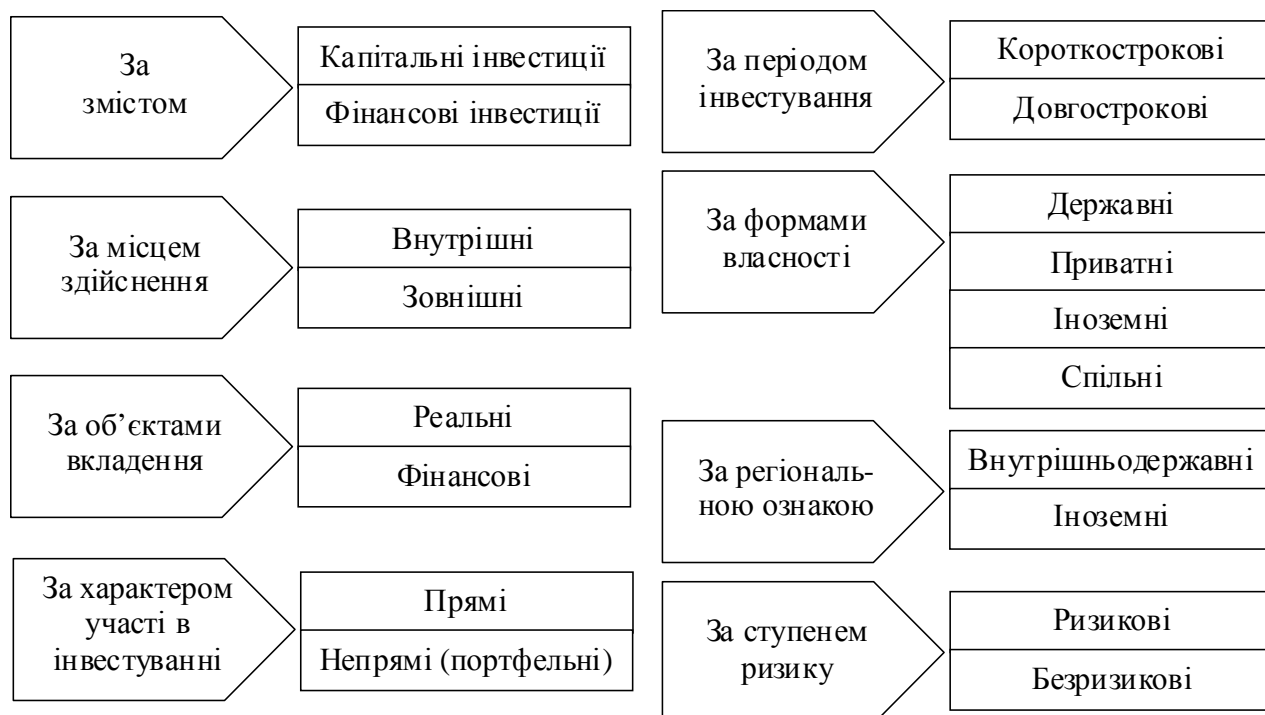 За
змістом
Капітальні інвестиції
Фінансові інвестиції
За місцем
здійснення
Внутрішні
Зовнішні
За об’єктами
вкладення
Реальні
Фінансові
За характером
участі в
інвестуванні
Прямі
Непрямі (портфельні)
За періодом
інвестування
Короткострокові
Довгострокові
За формами
власності
Державні
Приватні
Іноземні
Спільні
За регіональ-
ною ознакою
Внутрішньодержавні
Іноземні
За ступенем
ризику
Ризикові
Безризикові